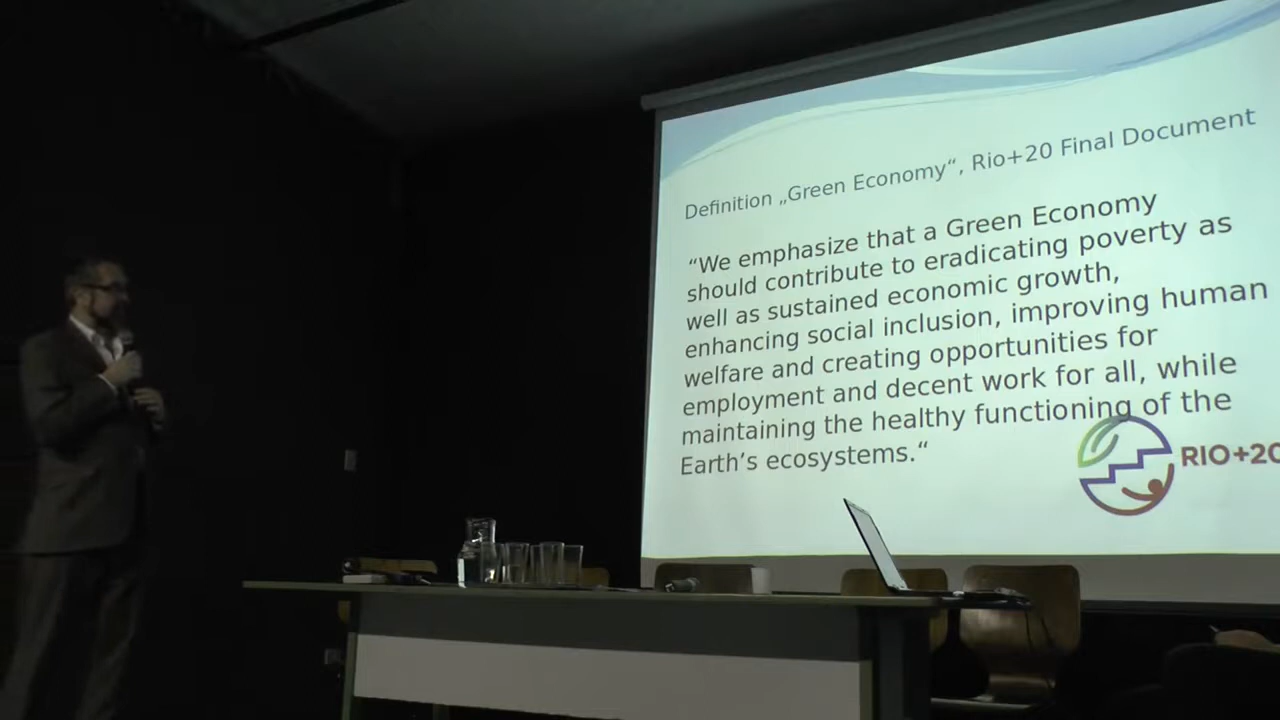 Definition „Green Economy“, Rio+20 Final Document
“We emphasize that a Green Economy
should contribute to eradicating poverty as
well as sustained economic growth,
enhancing social inclusion, improving human
welfare and creating opportunities for
employment and decent work for all, while
maintaining the healthy functioning of the
Earth’s ecosystems.“
RIO+20